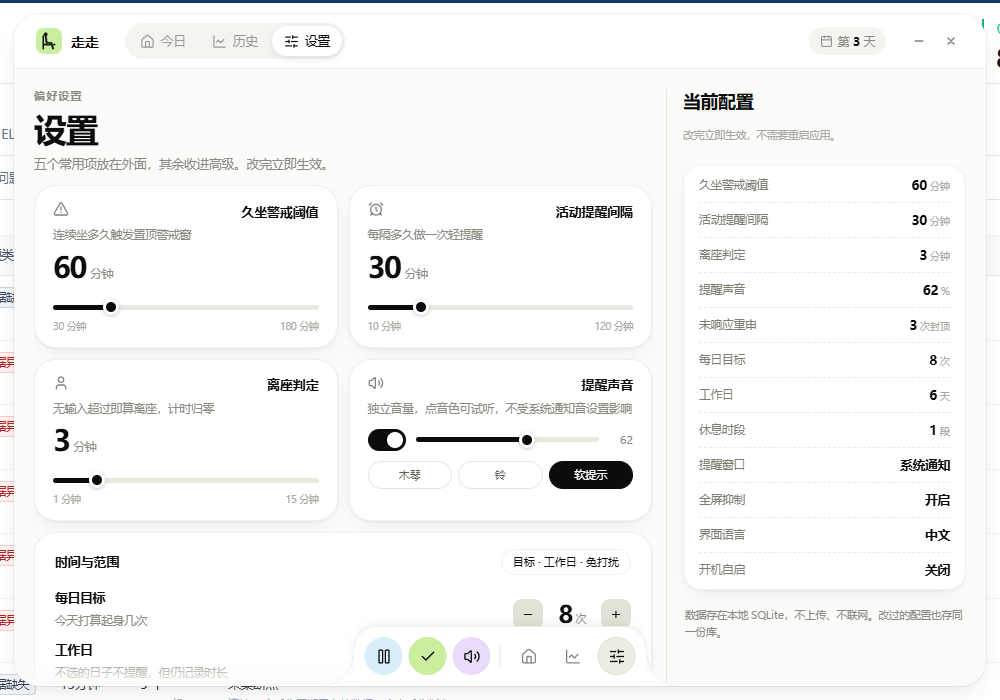 走走
今日
历史
设置
第 3 天
偏好设置
设置
五个常用项放在外面，其余收进高级。改完立即生效。
久坐警戒阈值
连续坐多久触发置顶警戒窗
60 分钟
30 分钟
180 分钟
活动提醒间隔
每隔多久做一次轻提醒
30 分钟
10 分钟
120 分钟
离座判定
无输入超过即算离座，计时归零
3 分钟
1 分钟
15 分钟
提醒声音
独立音量，点音色可试听，不受系统通知音设置影响
62
木琴
铃
软提示
时间与范围
目标 · 工作日 · 免打扰
每日目标
今天打算起身几次
− 8 次 +
工作日
不选的日子不提醒，但仍记录时长
当前配置
改完立即生效，不需要重启应用。
久坐警戒阈值 60 分钟
活动提醒间隔 30 分钟
离座判定 3 分钟
提醒声音 62 %
未响应重申 3 次封顶
每日目标 8 次
工作日 6 天
休息时段 1 段
提醒窗口 系统通知
全屏抑制 开启
界面语言 中文
开机自启 关闭
数据存在本地 SQLite，不上传、不联网。改过的配置也存同
一份库。
EL